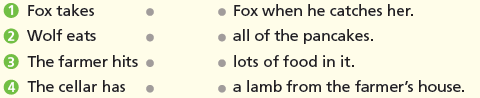 1 Fox takes Fox when he catches her.
2 Wolf eats all of the pancakes.
3 The farmer hits lots of food in it.
4 The cellar has a lamb from the farmer's house.